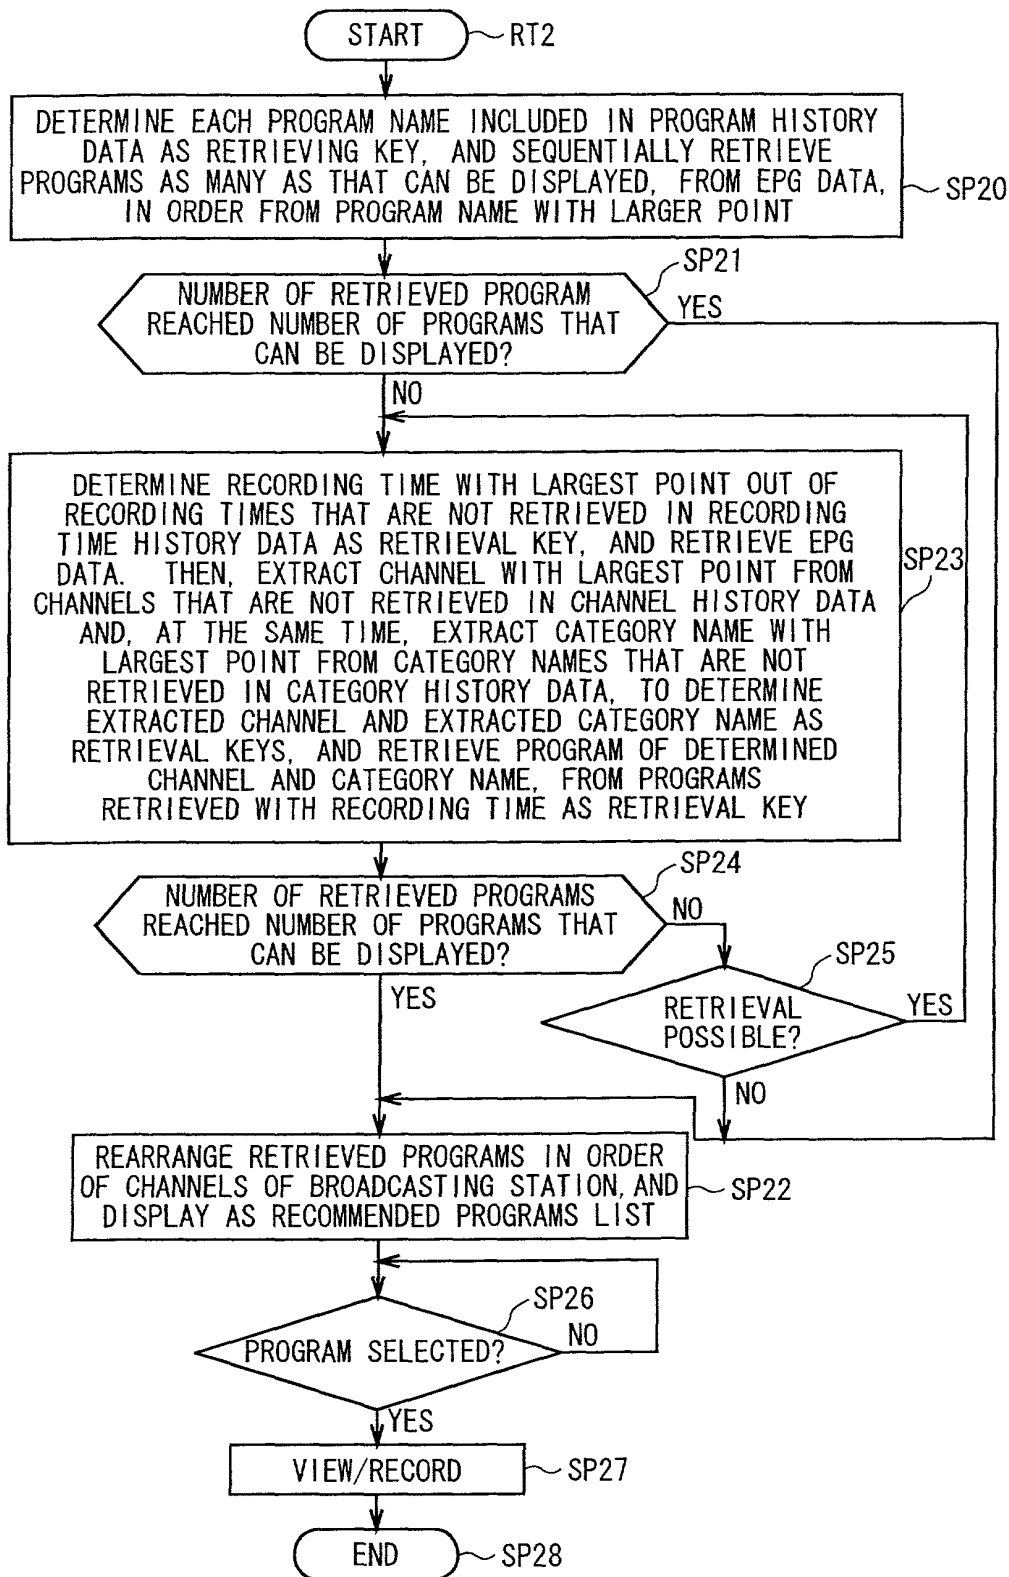 START
RT2
DETERMINE EACH PROGRAM NAME INCLUDED IN PROGRAM HISTORY
DATA AS RETRIEVING KEY, AND SEQUENTIALLY RETRIEVE
PROGRAMS AS MANY AS THAT CAN BE DISPLAYED, FROM EPG DATA,
IN ORDER FROM PROGRAM NAME WITH LARGER POINT
SP20
SP21
NUMBER OF RETRIEVED PROGRAM
REACHED NUMBER OF PROGRAMS THAT
CAN BE DISPLAYED?
YES
NO
DETERMINE RECORDING TIME WITH LARGEST POINT OUT OF
RECORDING TIMES THAT ARE NOT RETRIEVED IN RECORDING
TIME HISTORY DATA AS RETRIEVAL KEY, AND RETRIEVE EPG
DATA. THEN, EXTRACT CHANNEL WITH LARGEST POINT FROM
CHANNELS THAT ARE NOT RETRIEVED IN CHANNEL HISTORY DATA
AND, AT THE SAME TIME, EXTRACT CATEGORY NAME WITH
LARGEST POINT FROM CATEGORY NAMES THAT ARE NOT
RETRIEVED IN CATEGORY HISTORY DATA, TO DETERMINE
EXTRACTED CHANNEL AND EXTRACTED CATEGORY NAME AS
RETRIEVAL KEYS, AND RETRIEVE PROGRAM OF DETERMINED
CHANNEL AND CATEGORY NAME, FROM PROGRAMS
RETRIEVED WITH RECORDING TIME AS RETRIEVAL KEY
SP23
SP24
NUMBER OF RETRIEVED PROGRAMS
REACHED NUMBER OF PROGRAMS THAT
CAN BE DISPLAYED?
NO
YES
SP25
RETRIEVAL
POSSIBLE?
YES
NO
REARRANGE RETRIEVED PROGRAMS IN ORDER
OF CHANNELS OF BROADCASTING STATION, AND
DISPLAY AS RECOMMENDED PROGRAMS LIST
SP22
SP26
PROGRAM SELECTED?
NO
YES
VIEW/RECORD
SP27
END
SP28